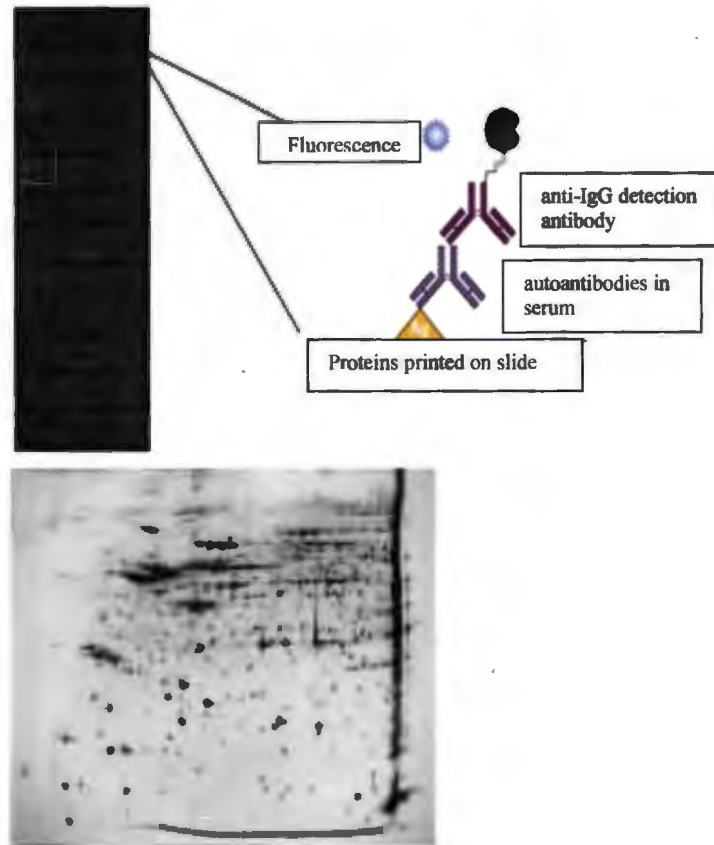 Fluorescence
anti-IgG detection
antibody
autoantibodies in
serum
Proteins printed on slide